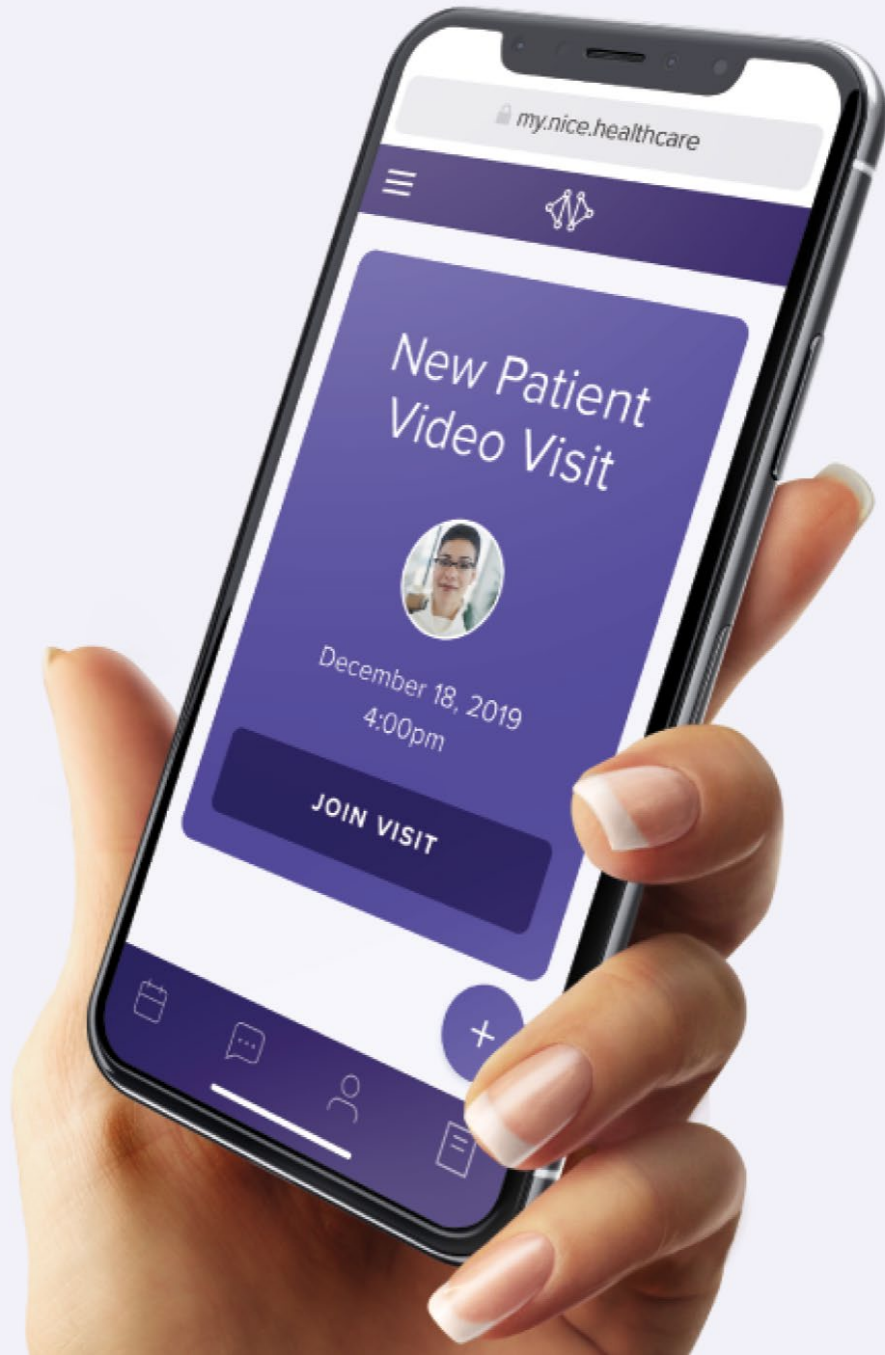 my.nice.healthcare
New Patient
Video Visit
December 18, 2019
4:00pm
JOIN VISIT